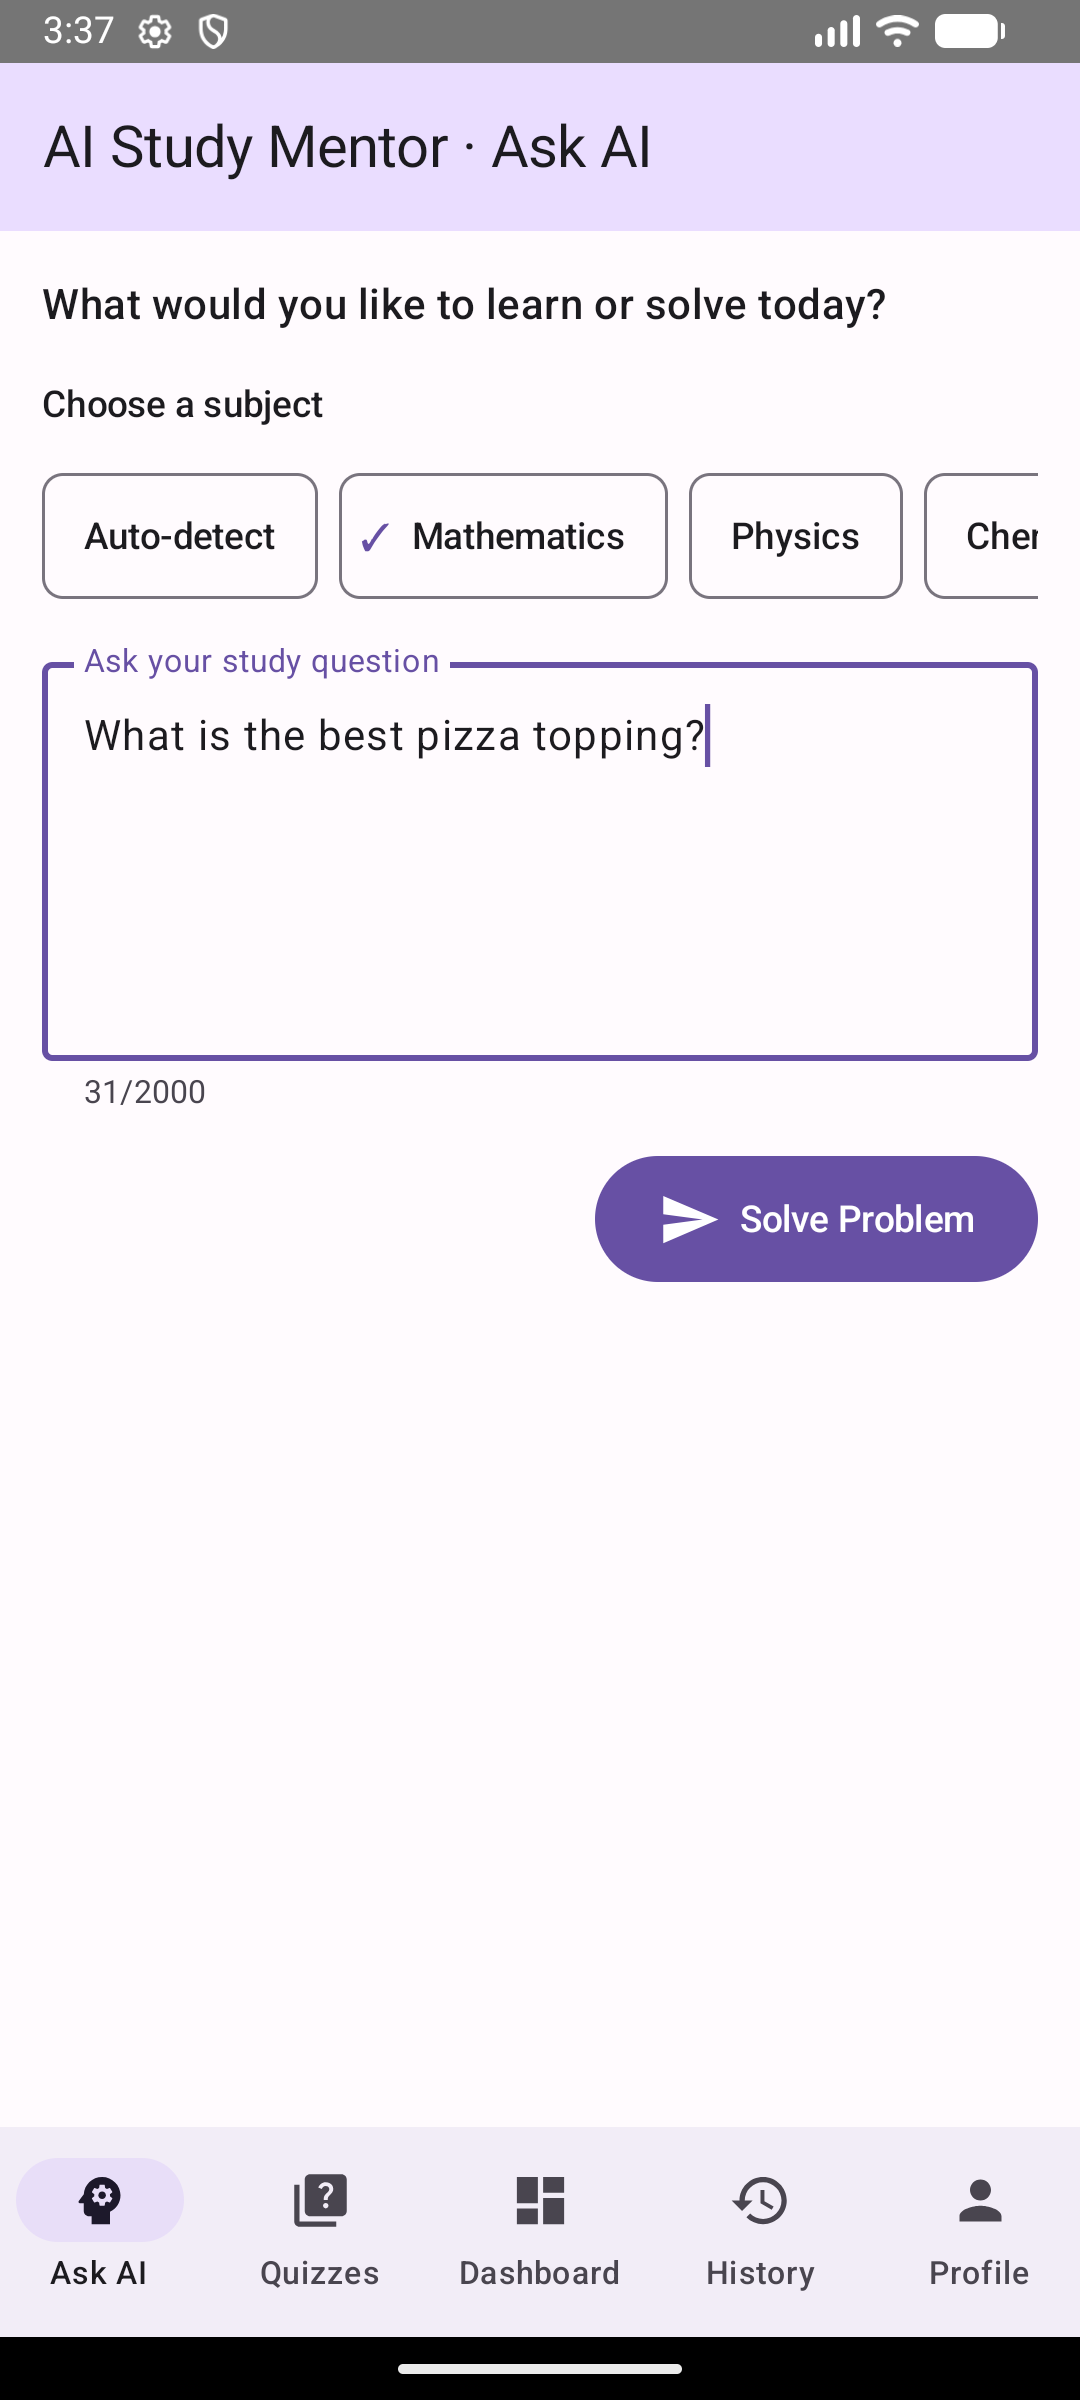 3:37
AI Study Mentor · Ask AI
What would you like to learn or solve today?
Choose a subject
Auto-detect ✓ Mathematics Physics Cher
Ask your study question
What is the best pizza topping?
31/2000
Solve Problem
Ask AI Quizzes Dashboard History Profile